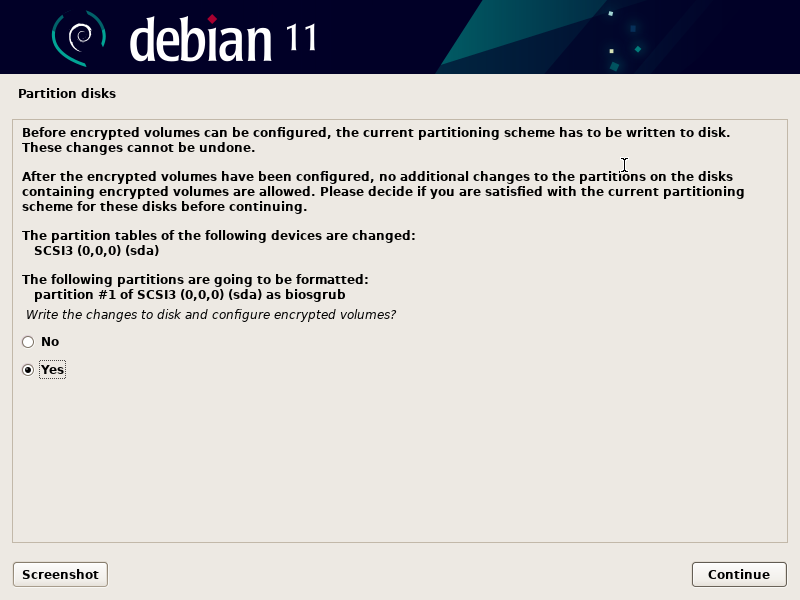 debian 11
Partition disks
Before encrypted volumes can be configured, the current partitioning scheme has to be written to disk.
These changes cannot be undone.
After the encrypted volumes have been configured, no additional changes to the partitions on the disks
containing encrypted volumes are allowed. Please decide if you are satisfied with the current partitioning
scheme for these disks before continuing.
The partition tables of the following devices are changed:
SCSI3 (0,0,0) (sda)
The following partitions are going to be formatted:
partition #1 of SCSI3 (0,0,0) (sda) as biosgrub
Write the changes to disk and configure encrypted volumes?
No
Yes
Screenshot
Continue